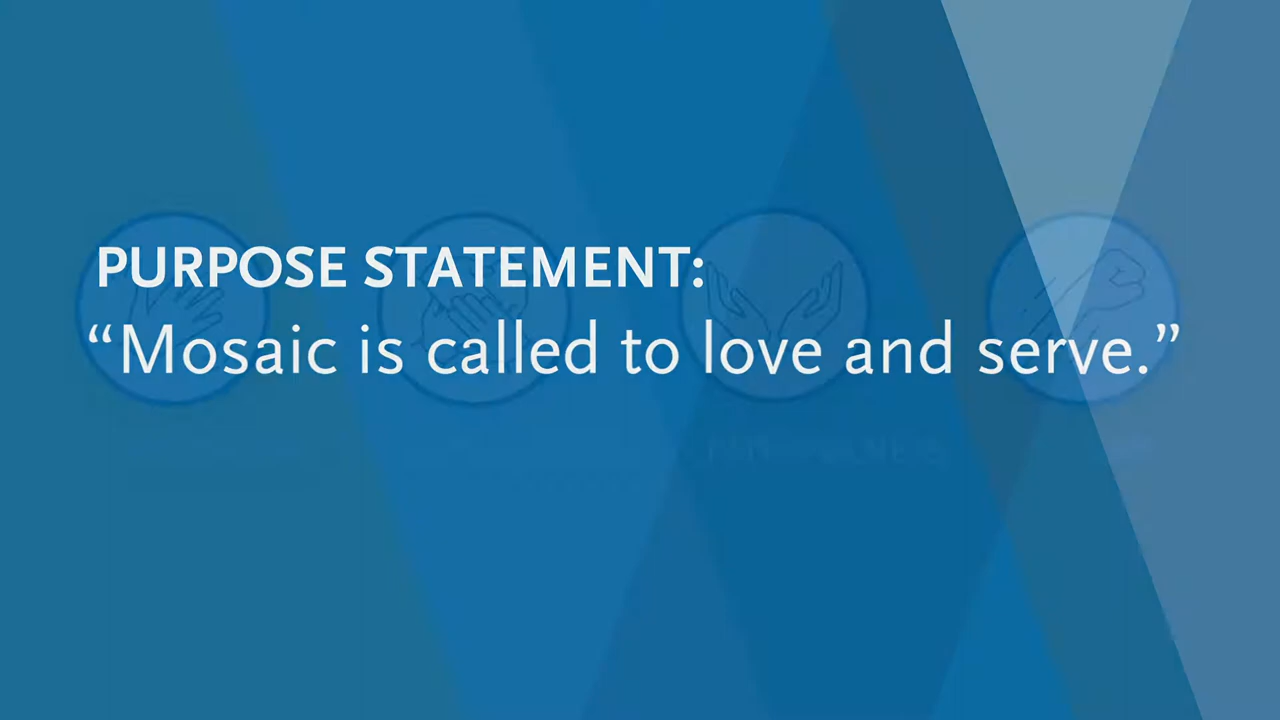 PURPOSE STATEMENT:
“Mosaic is called to love and serve.”